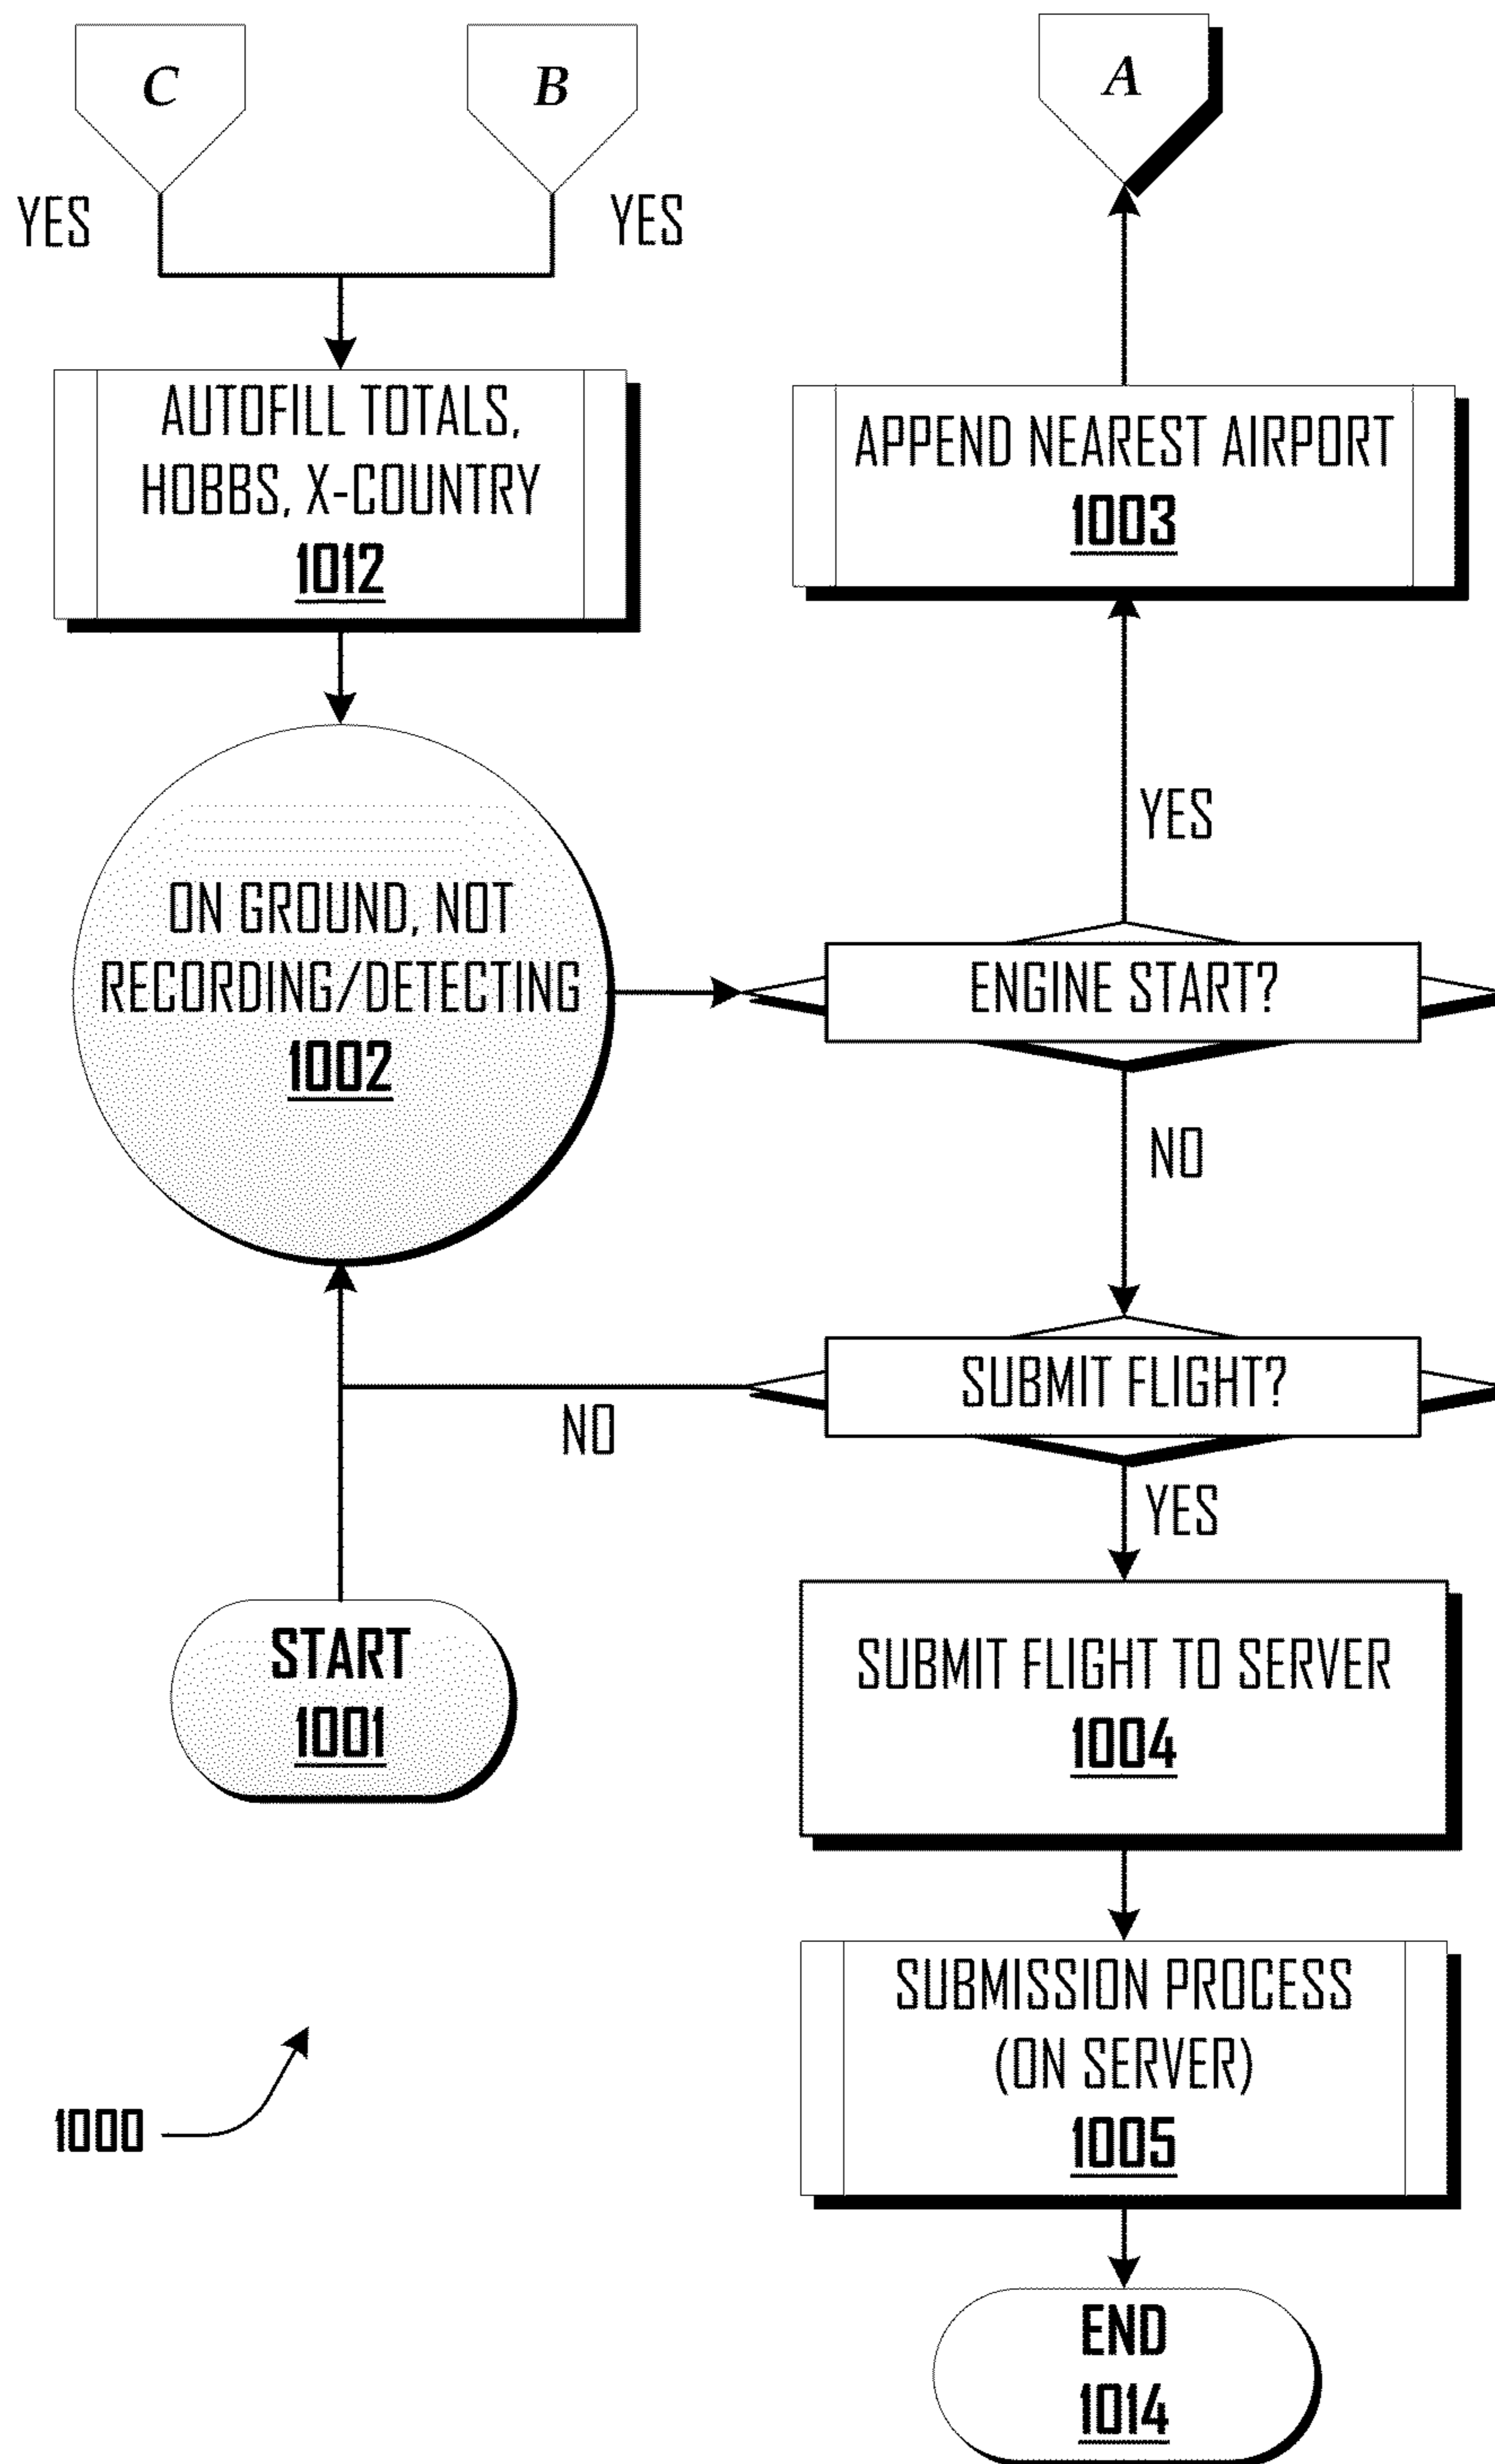 C
B
A
YES
YES
AUTOFILL TOTALS,
HOBBS, X-COUNTRY
1012
APPEND NEAREST AIRPORT
1003
YES
ON GROUND, NOT
RECORDING/DETECTING
1002
ENGINE START?
NO
SUBMIT FLIGHT?
NO
YES
START
1001
SUBMIT FLIGHT TO SERVER
1004
SUBMISSION PROCESS
(ON SERVER)
1005
1000
END
1014